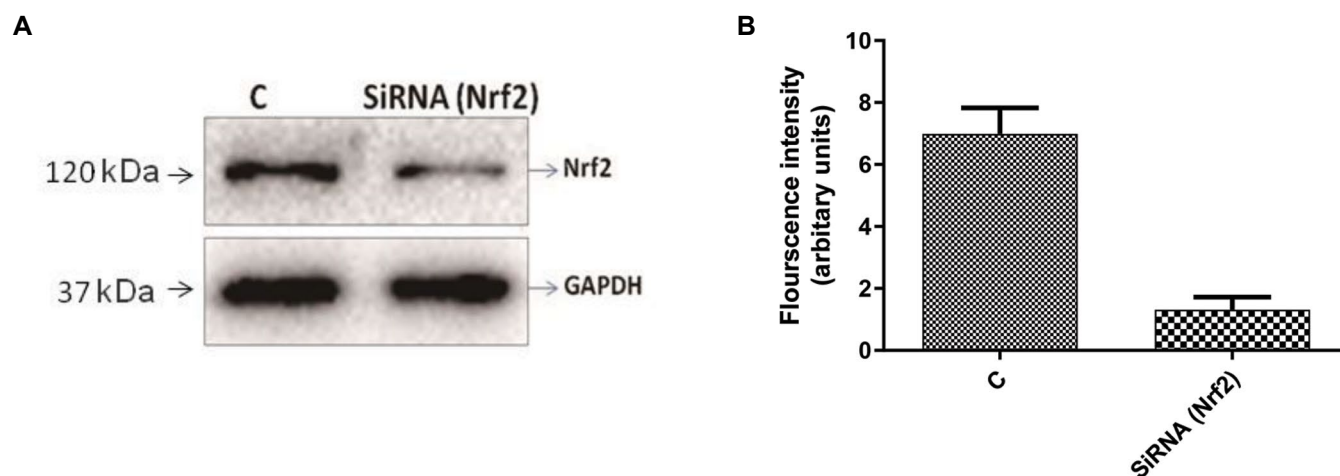 A
C SiRNA (Nrf2)
120 kDa → → Nrf2
37 kDa → → GAPDH
B
Flourscence intensity
(arbitary units)
10
8
6
4
2
0
C
SiRNA (Nrf2)